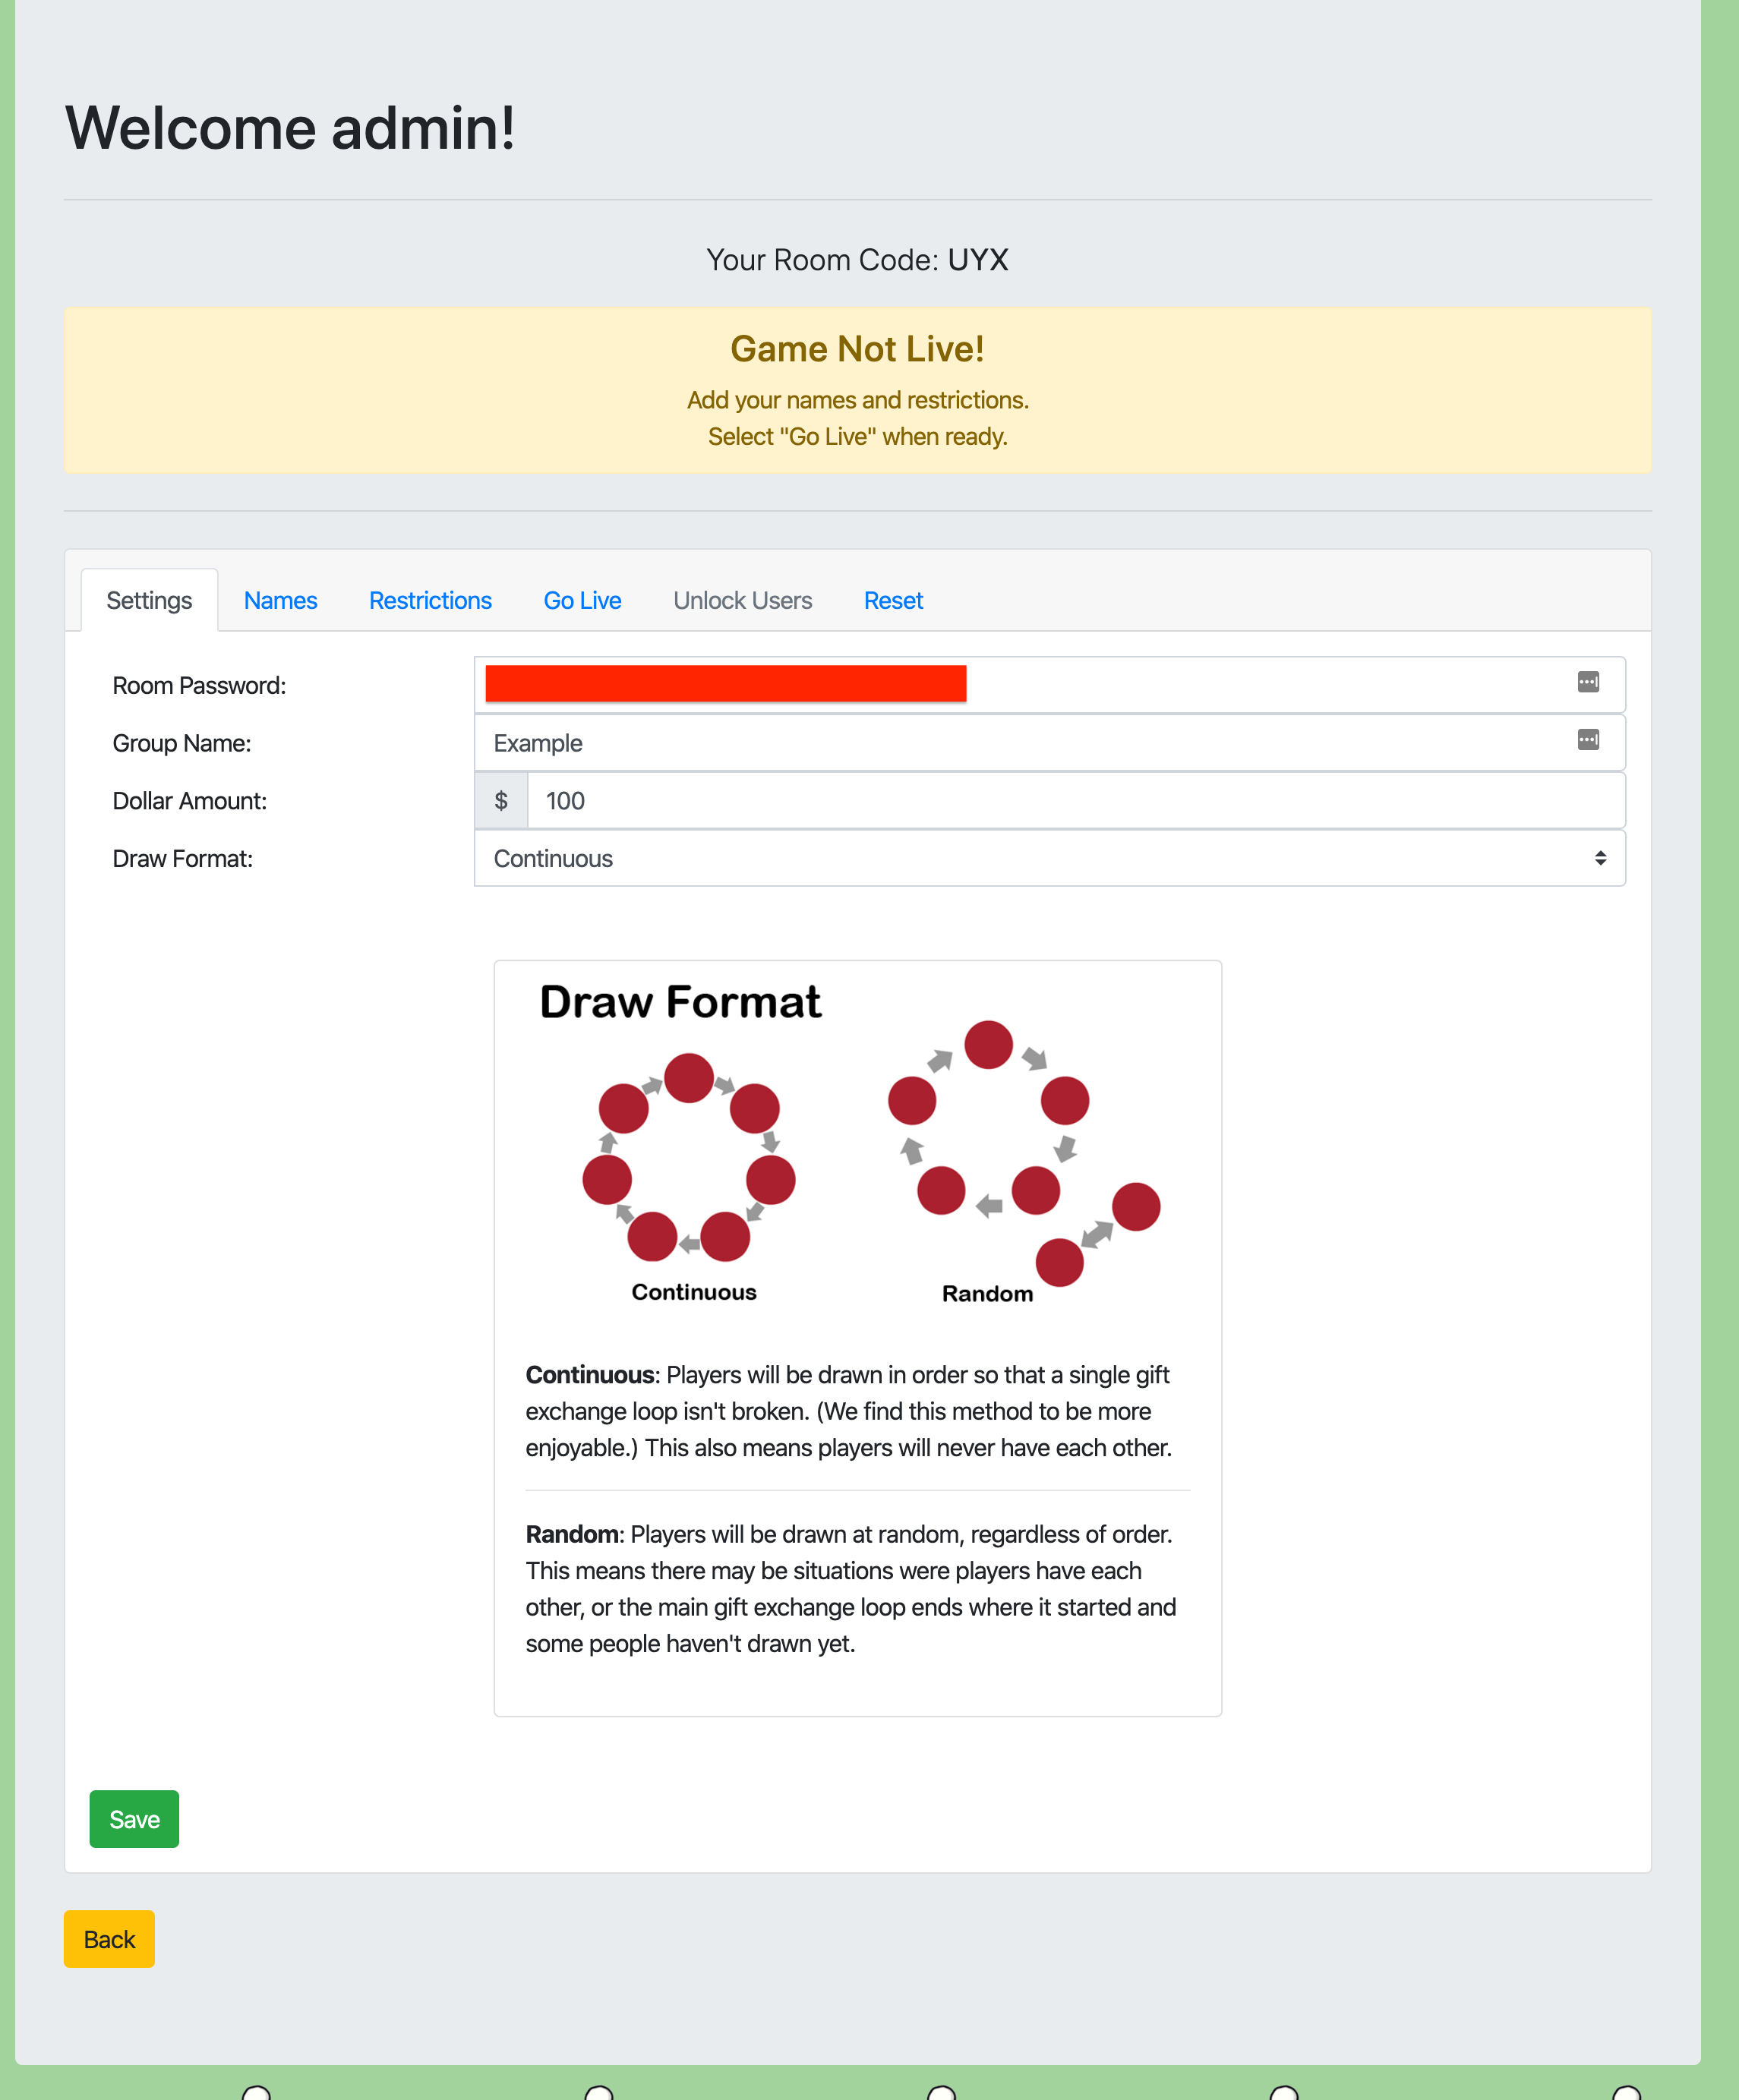 Welcome admin!
Your Room Code: UYX
Game Not Live!
Add your names and restrictions.
Select "Go Live" when ready.
Settings Names Restrictions Go Live Unlock Users Reset
Room Password:
Group Name: Example
Dollar Amount: $ 100
Draw Format: Continuous
Draw Format
Continuous Random
Continuous: Players will be drawn in order so that a single gift
exchange loop isn't broken. (We find this method to be more
enjoyable.) This also means players will never have each other.
Random: Players will be drawn at random, regardless of order.
This means there may be situations were players have each
other, or the main gift exchange loop ends where it started and
some people haven't drawn yet.
Save
Back